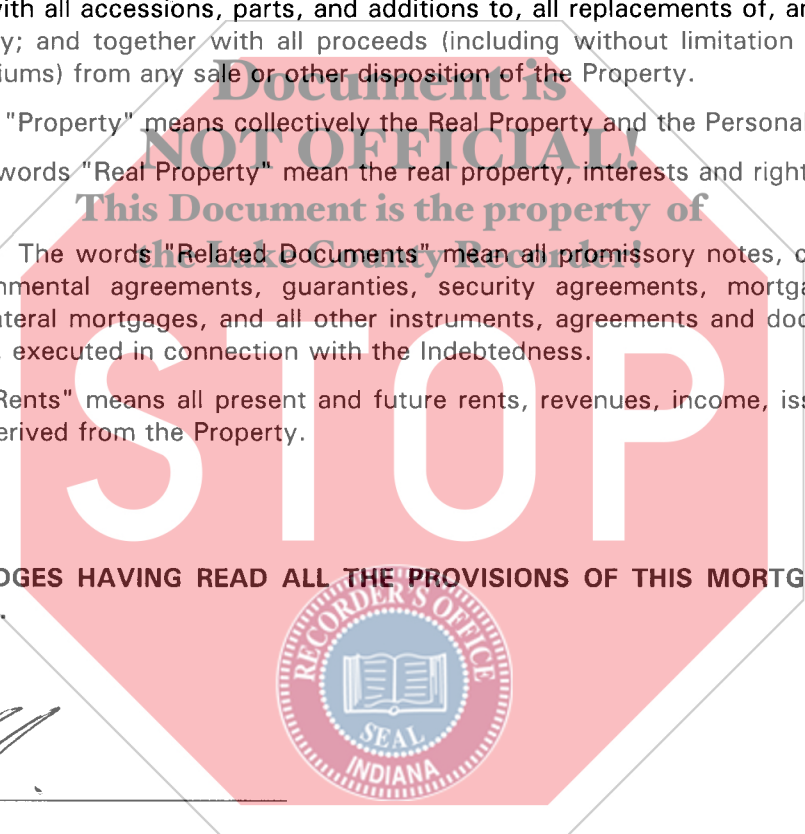 with all accessions, parts, and additions to, all replacements of, an
y; and together with all proceeds (including without limitation
iums) from any sale or other disposition of the Property.
Document is
"Property" means collectively the Real Property and the Personal
NOT OFFICIAL!
words "Real Property" mean the real property, interests and right
This Document is the property of
The words "Related Documents" mean all promissory notes, c
the Lake County Recorder!
nmental agreements, guaranties, security agreements, mortga
ateral mortgages, and all other instruments, agreements and doc
, executed in connection with the Indebtedness.
Rents" means all present and future rents, revenues, income, iss
erived from the Property.
STOP
DGES HAVING READ ALL THE PROVISIONS OF THIS MORTG
.
RECORDER'S OFFICE
SEAL
INDIANA